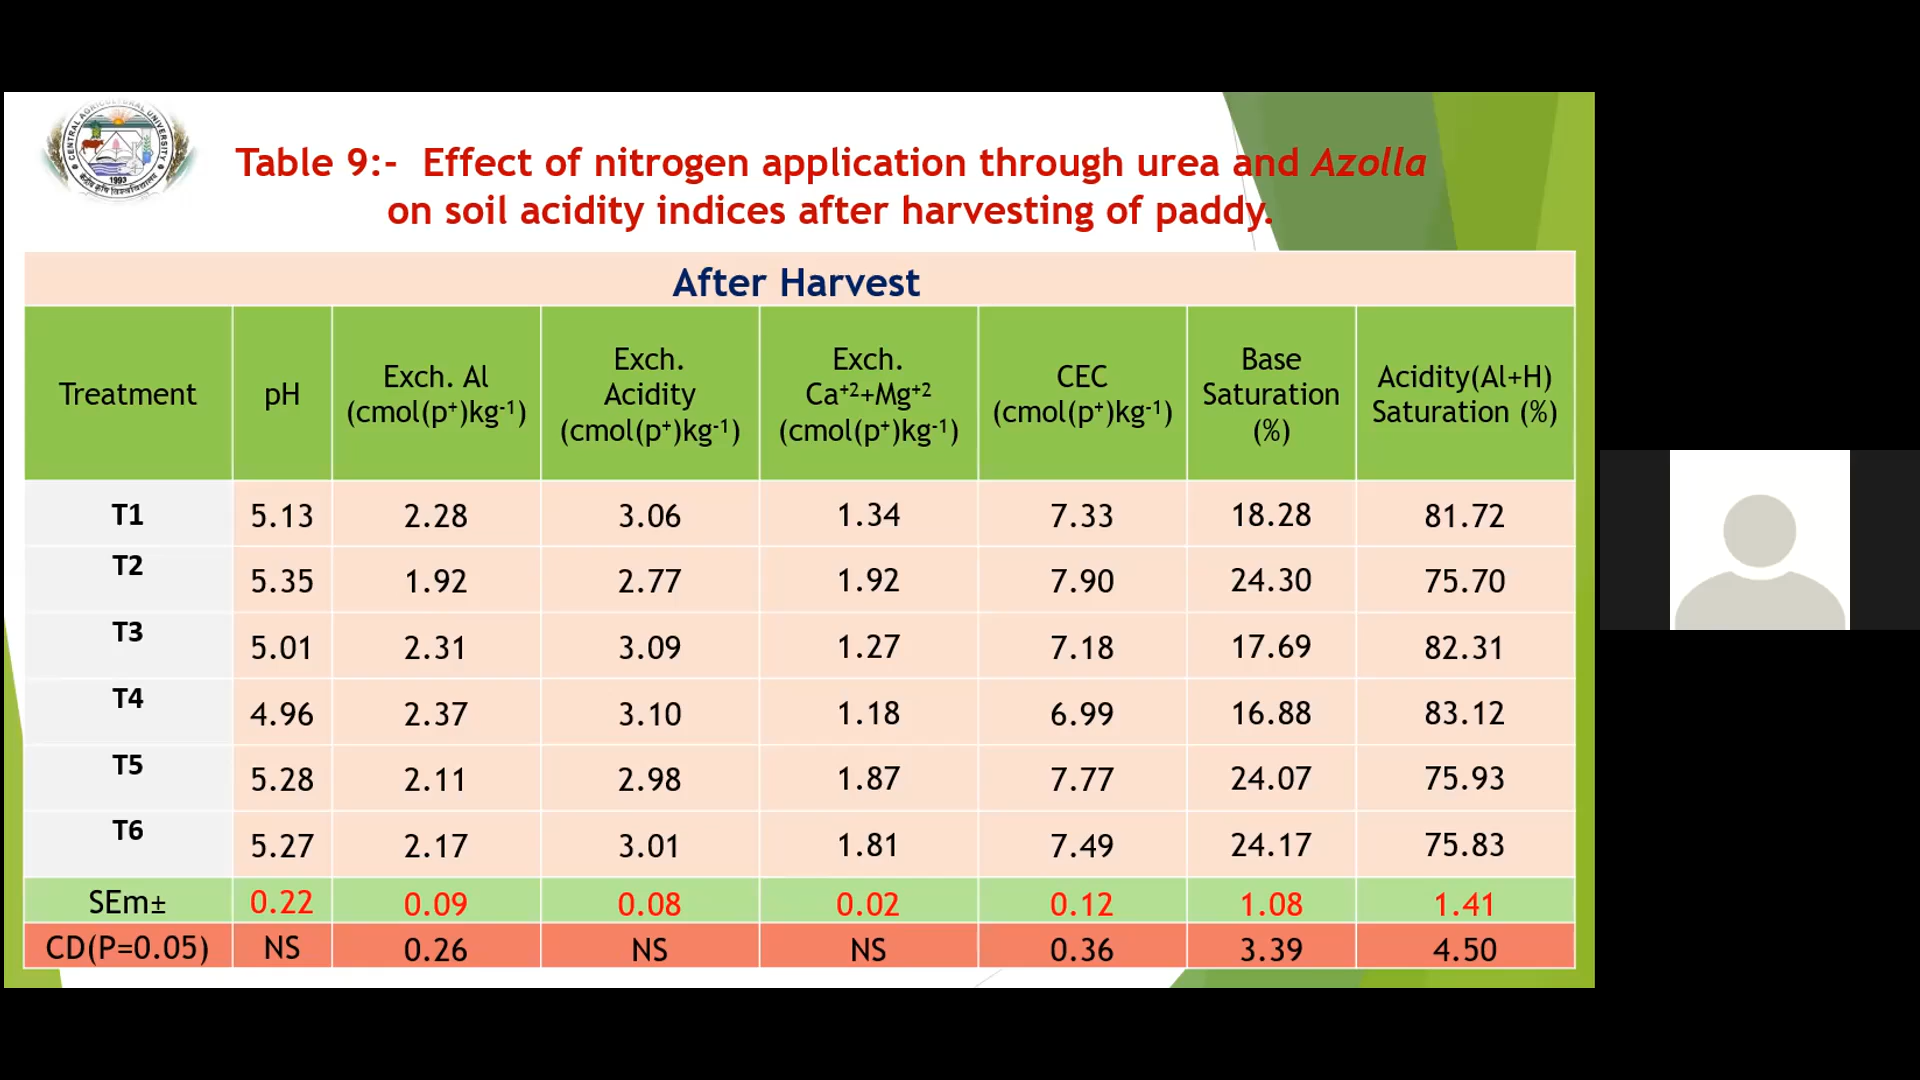 CENTRAL AGRICULTURAL UNIVERSITY
1993
Table 9:- Effect of nitrogen application through urea and Azolla
on soil acidity indices after harvesting of paddy.
After Harvest
Treatment
pH
Exch. Al
(cmol(p⁺)kg⁻¹)
Exch.
Acidity
(cmol(p⁺)kg⁻¹)
Exch.
Ca⁺²+Mg⁺²
(cmol(p⁺)kg⁻¹)
CEC
(cmol(p⁺)kg⁻¹)
Base
Saturation
(%)
Acidity(Al+H)
Saturation (%)
T1 5.13 2.28 3.06 1.34 7.33 18.28 81.72
T2 5.35 1.92 2.77 1.92 7.90 24.30 75.70
T3 5.01 2.31 3.09 1.27 7.18 17.69 82.31
T4 4.96 2.37 3.10 1.18 6.99 16.88 83.12
T5 5.28 2.11 2.98 1.87 7.77 24.07 75.93
T6 5.27 2.17 3.01 1.81 7.49 24.17 75.83
SEm± 0.22 0.09 0.08 0.02 0.12 1.08 1.41
CD(P=0.05) NS 0.26 NS NS 0.36 3.39 4.50